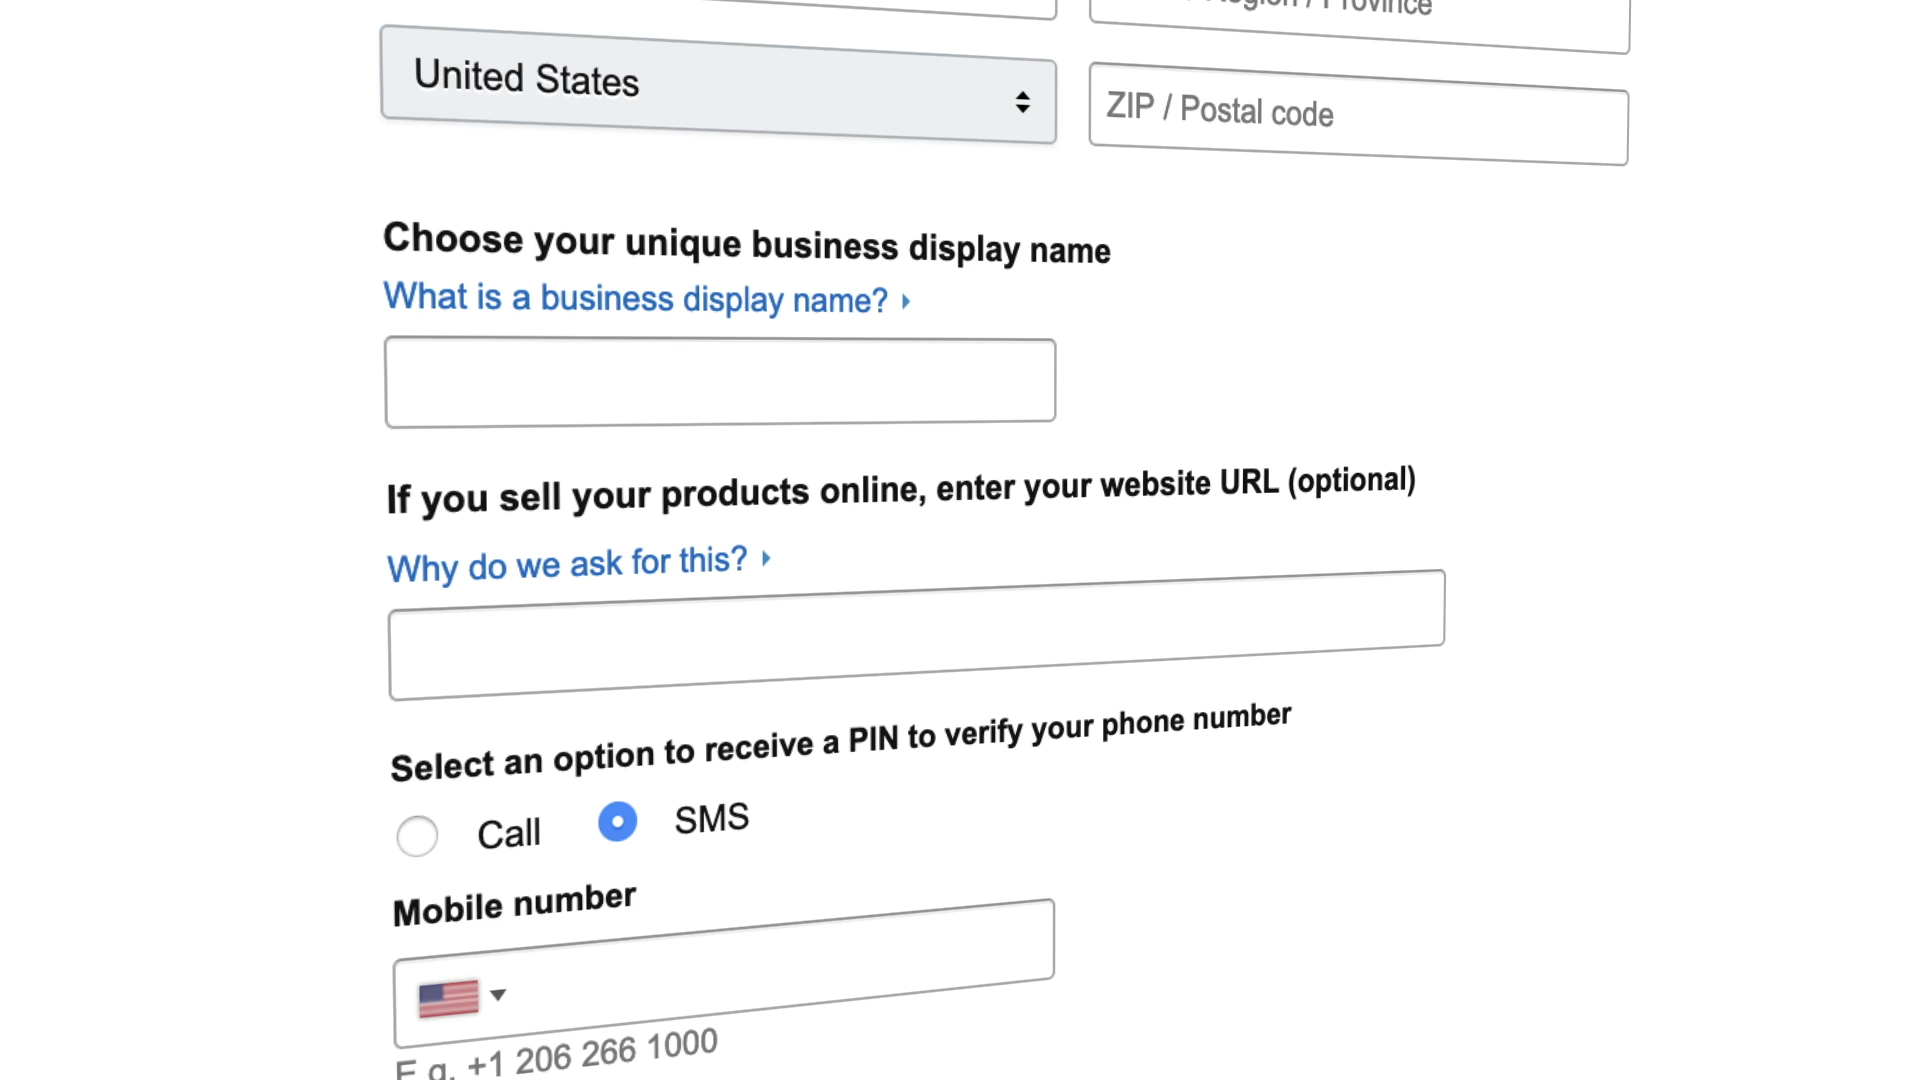 Region / Province
United States
ZIP / Postal code
Choose your unique business display name
What is a business display name?
If you sell your products online, enter your website URL (optional)
Why do we ask for this?
Select an option to receive a PIN to verify your phone number
Call
SMS
Mobile number
E.g. +1 206 266 1000